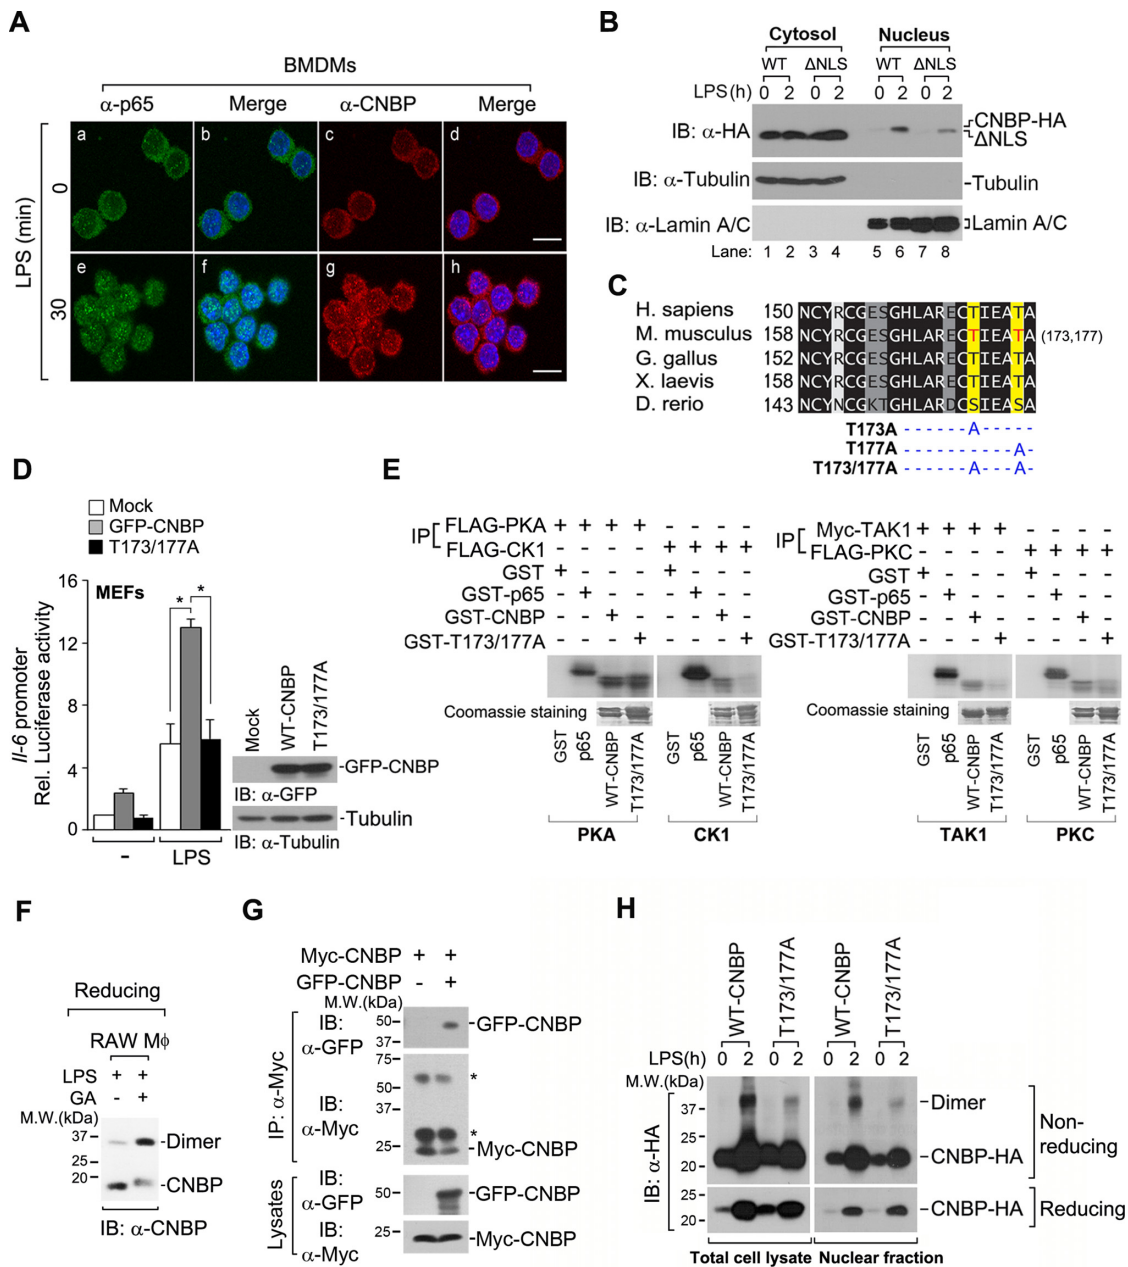 A
BMDMs
α-p65 Merge α-CNBP Merge
LPS (min)
0
a b c d
30
e f g h
B
Cytosol Nucleus
WT ΔNLS WT ΔNLS
LPS(h) 0 2 0 2 0 2 0 2
IB: α-HA
CNBP-HA
ΔNLS
IB: α-Tubulin -Tubulin
IB: α-Lamin A/C Lamin A/C
Lane: 1 2 3 4 5 6 7 8
C
H. sapiens 150 NCYRCGESGHLARECTIEATA
M. musculus 158 NCYRCGESGHLARECTIEATA (173,177)
G. gallus 152 NCYRCGESGHLARECTIEATA
X. laevis 158 NCYRCGESGHLARECTIEATA
D. rerio 143 NCYNCGKTGHLARDCSIEASA
T173A ------A-----
T177A ----------A-
T173/177A ------A---A-
D
Mock
GFP-CNBP
T173/177A
MEFs
Il-6 promoter
Rel. Luciferase activity
16
12
8
4
0
* *
- LPS
Mock WT-CNBP T173/177A
-GFP-CNBP
IB: α-GFP
-Tubulin
IB: α-Tubulin
E
IP
FLAG-PKA + + + + - - - -
FLAG-CK1 - - - - + + + +
GST + - - - + - - -
GST-p65 - + - - - + - -
GST-CNBP - - + - - - + -
GST-T173/177A - - - + - - - +
Coomassie staining
GST p65 WT-CNBP T173/177A GST p65 WT-CNBP T173/177A
PKA CK1
IP
Myc-TAK1 + + + + - - - -
FLAG-PKC - - - - + + + +
GST + - - - + - - -
GST-p65 - + - - - + - -
GST-CNBP - - + - - - + -
GST-T173/177A - - - + - - - +
Coomassie staining
GST p65 WT-CNBP T173/177A GST p65 WT-CNBP T173/177A
TAK1 PKC
F
Reducing
RAW Mϕ
LPS + +
GA - +
M.W.(kDa)
37
25
20
-Dimer
-CNBP
IB: α-CNBP
G
Myc-CNBP + +
GFP-CNBP - +
M.W.(kDa)
IP: α-Myc
IB: α-GFP
50
37
-GFP-CNBP
IB: α-Myc
75
50
37
25
*
*
Myc-CNBP
Lysates
IB: α-GFP
50
-GFP-CNBP
IB: α-Myc
25
Myc-CNBP
H
WT-CNBP T173/177A WT-CNBP T173/177A
LPS(h) 0 2 0 2 0 2 0 2
M.W.(kDa)
IB: α-HA
37
25
20
Dimer
CNBP-HA
Non-reducing
25
20
CNBP-HA
Reducing
Total cell lysate Nuclear fraction